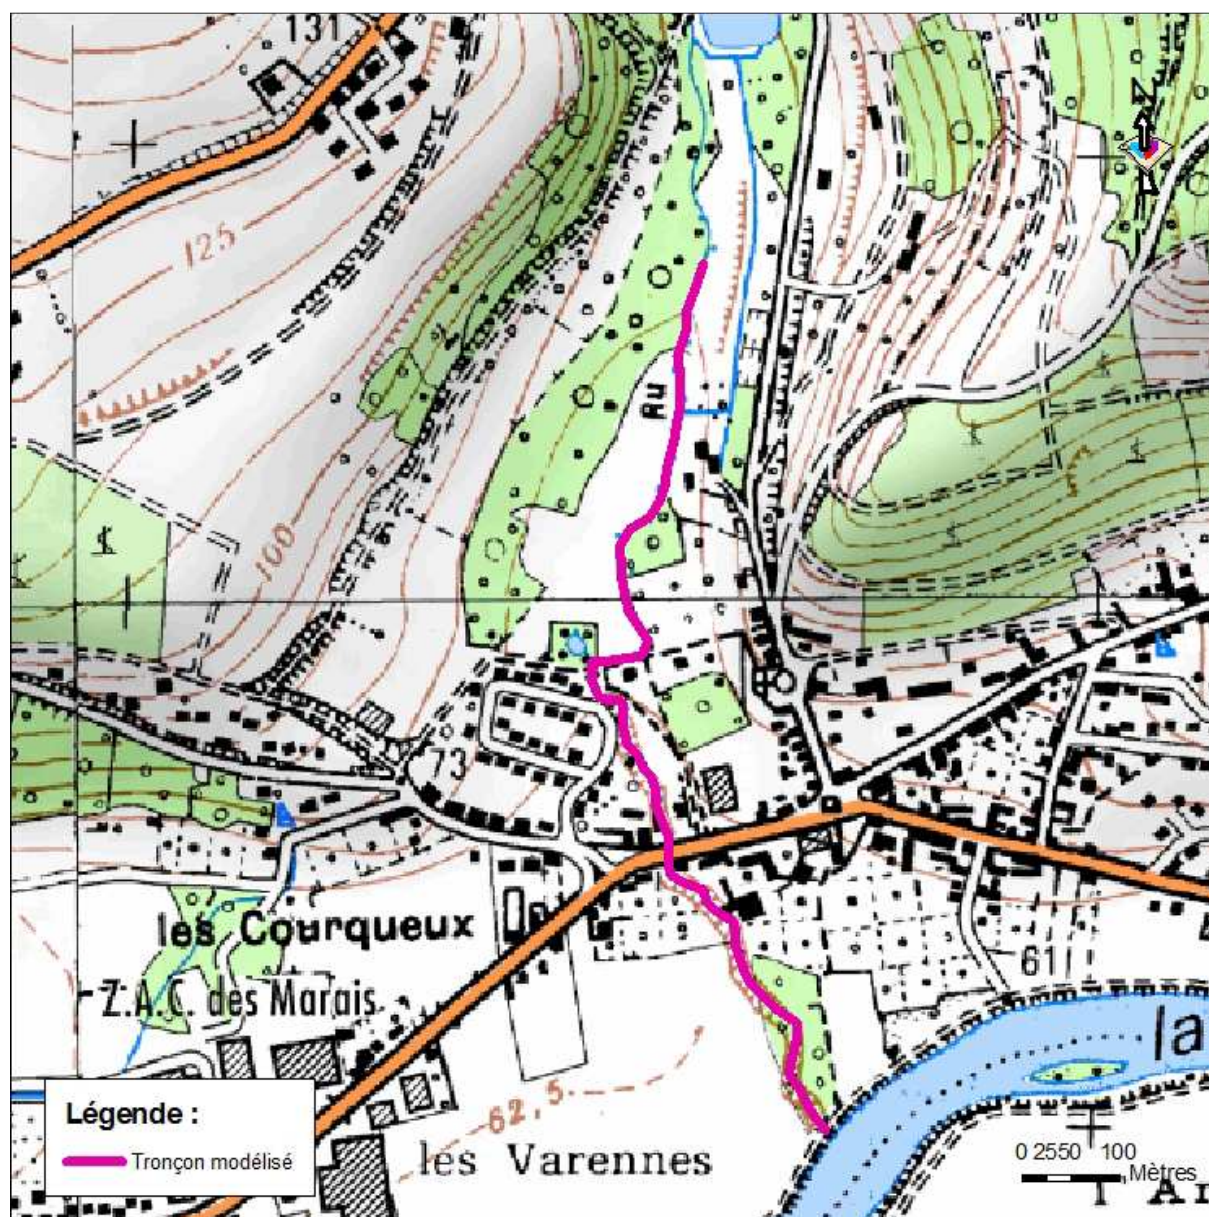 131
N
125
Ru
100
73
les Courqueux
61
Z.A.C. des Marais
la
62,5
Légende :
Tronçon modélisé
les Varennes
0 2550 100
Mètres